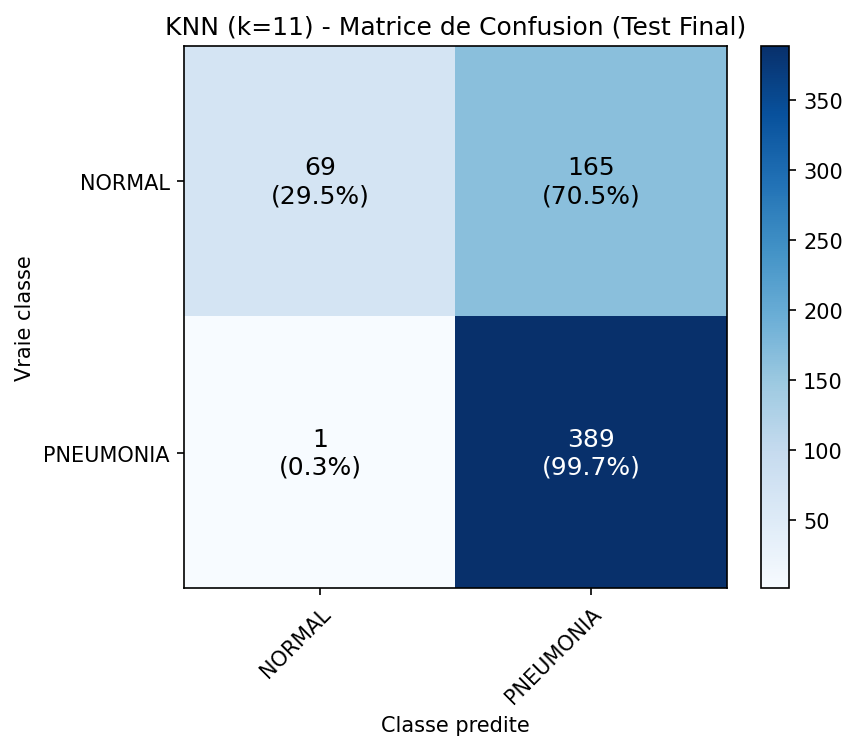 KNN (k=11) - Matrice de Confusion (Test Final)
Vraie classe
NORMAL
69
(29.5%)
165
(70.5%)
PNEUMONIA
1
(0.3%)
389
(99.7%)
NORMAL
PNEUMONIA
Classe predite
350
300
250
200
150
100
50